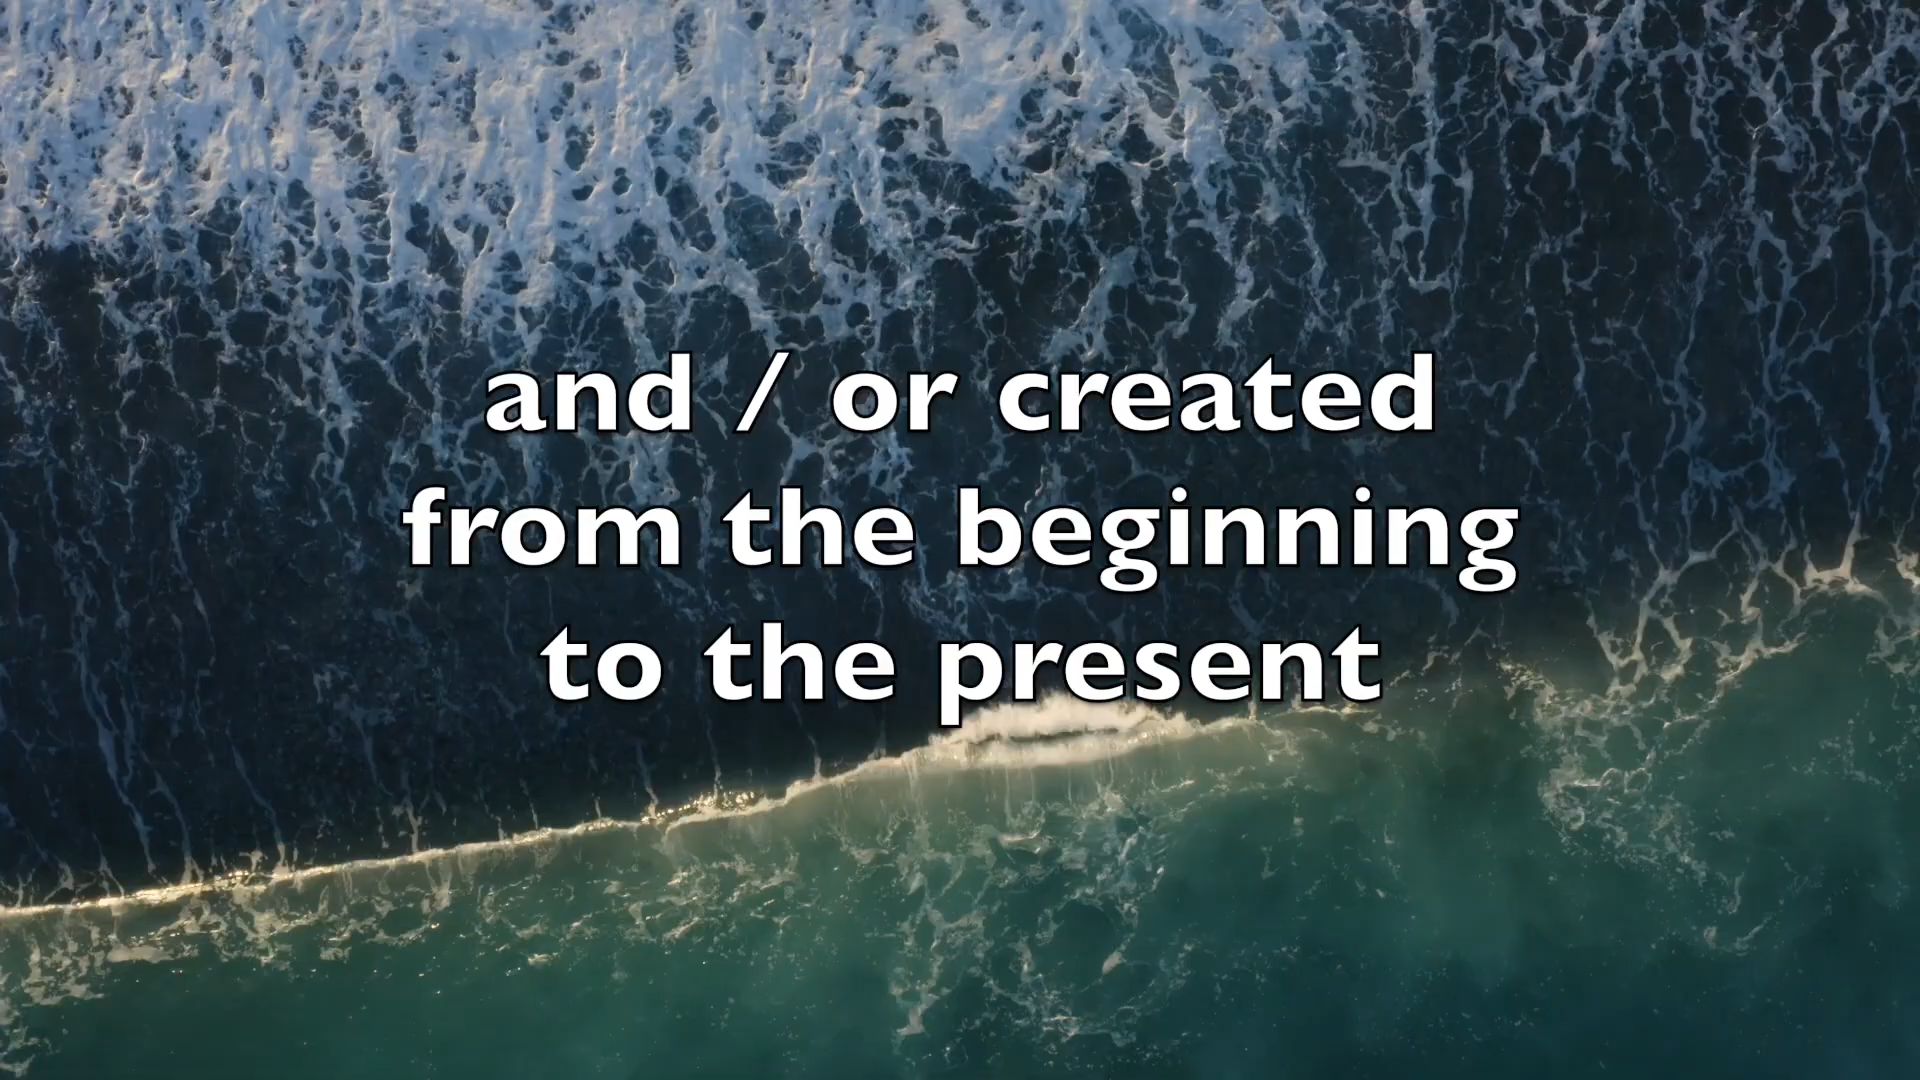 and / or created
from the beginning
to the present